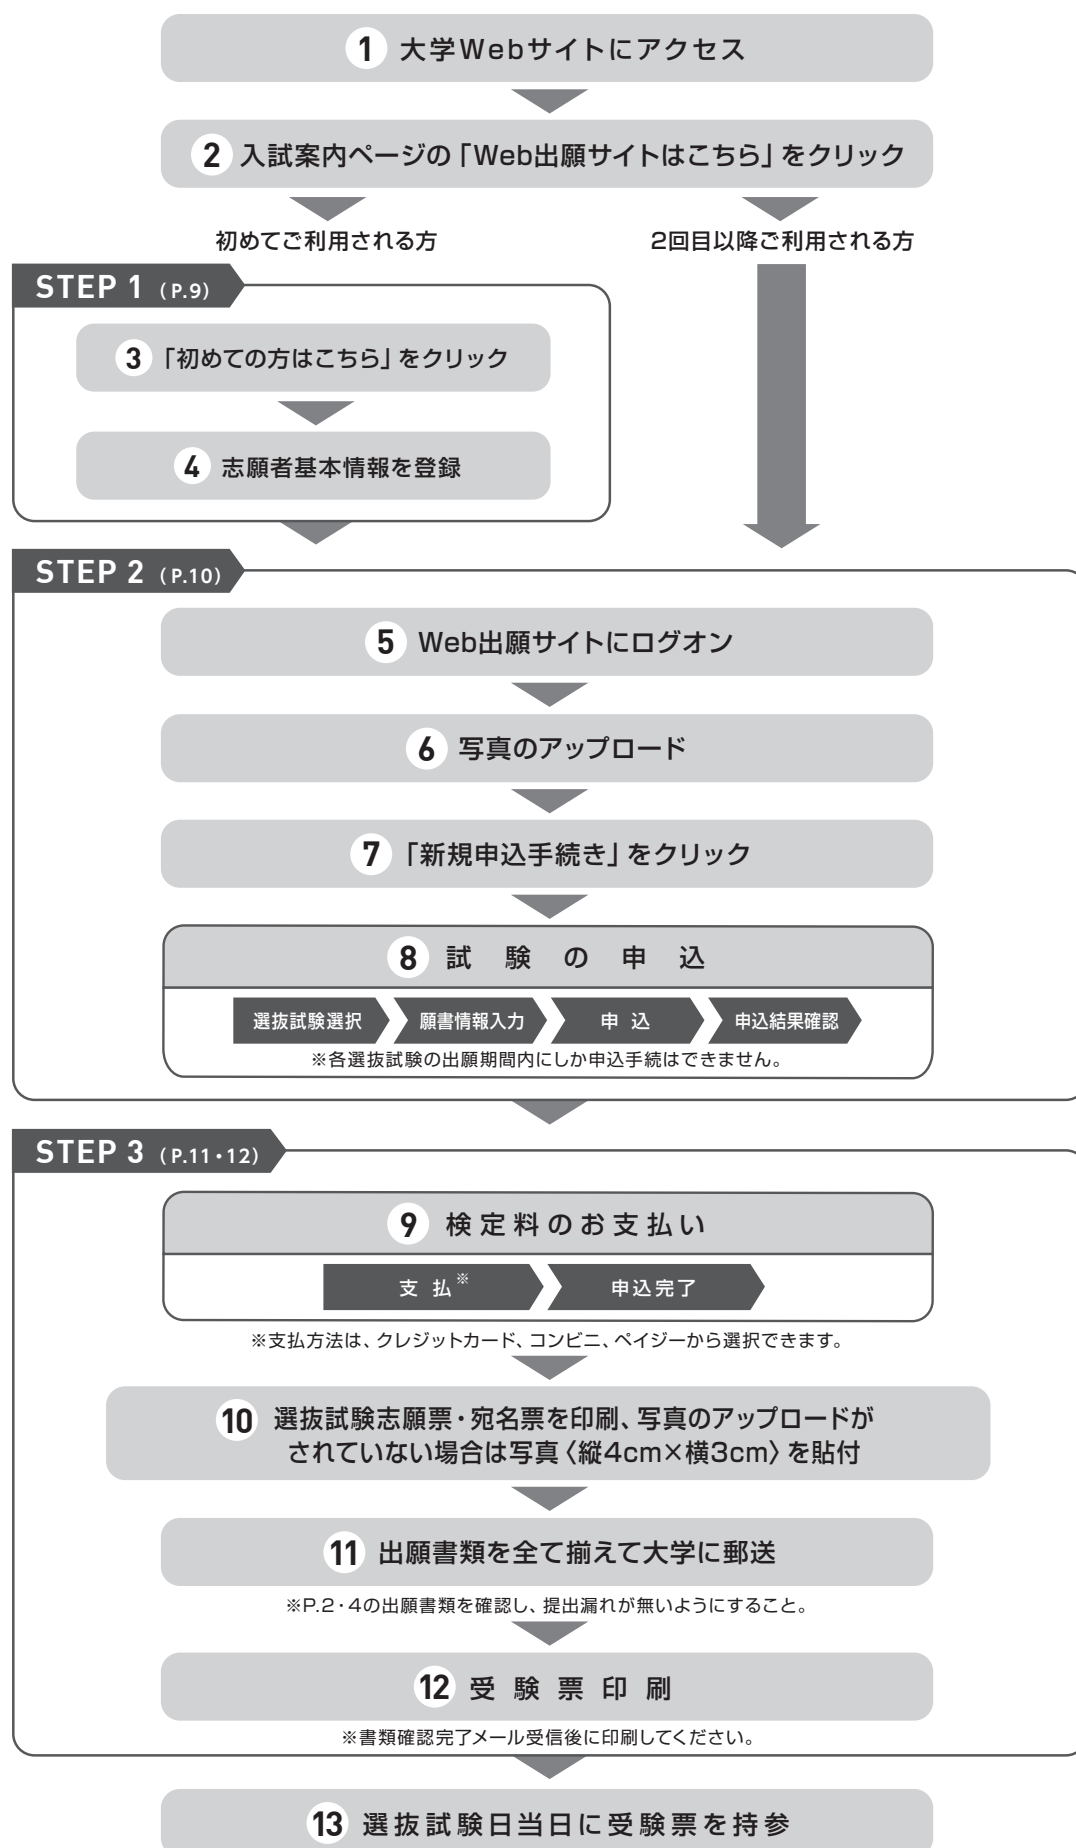 1 大学Webサイトにアクセス
2 入試案内ページの「Web出願サイトはこちら」をクリック
初めてご利用される方
2回目以降ご利用される方
STEP 1 (P.9)
3 「初めての方はこちら」をクリック
4 志願者基本情報を登録
STEP 2 (P.10)
5 Web出願サイトにログオン
6 写真のアップロード
7 「新規申込手続き」をクリック
8 試験の申込
選抜試験選択 願書情報入力 申込 申込結果確認
※各選抜試験の出願期間内にしか申込手続はできません。
STEP 3 (P.11・12)
9 検定料のお支払い
支払※ 申込完了
※支払方法は、クレジットカード、コンビニ、ペイジーから選択できます。
10 選抜試験志願票・宛名票を印刷、写真のアップロードが
されていない場合は写真〈縦4cm×横3cm〉を貼付
11 出願書類を全て揃えて大学に郵送
※P.2・4の出願書類を確認し、提出漏れが無いようにすること。
12 受験票印刷
※書類確認完了メール受信後に印刷してください。
13 選抜試験日当日に受験票を持参